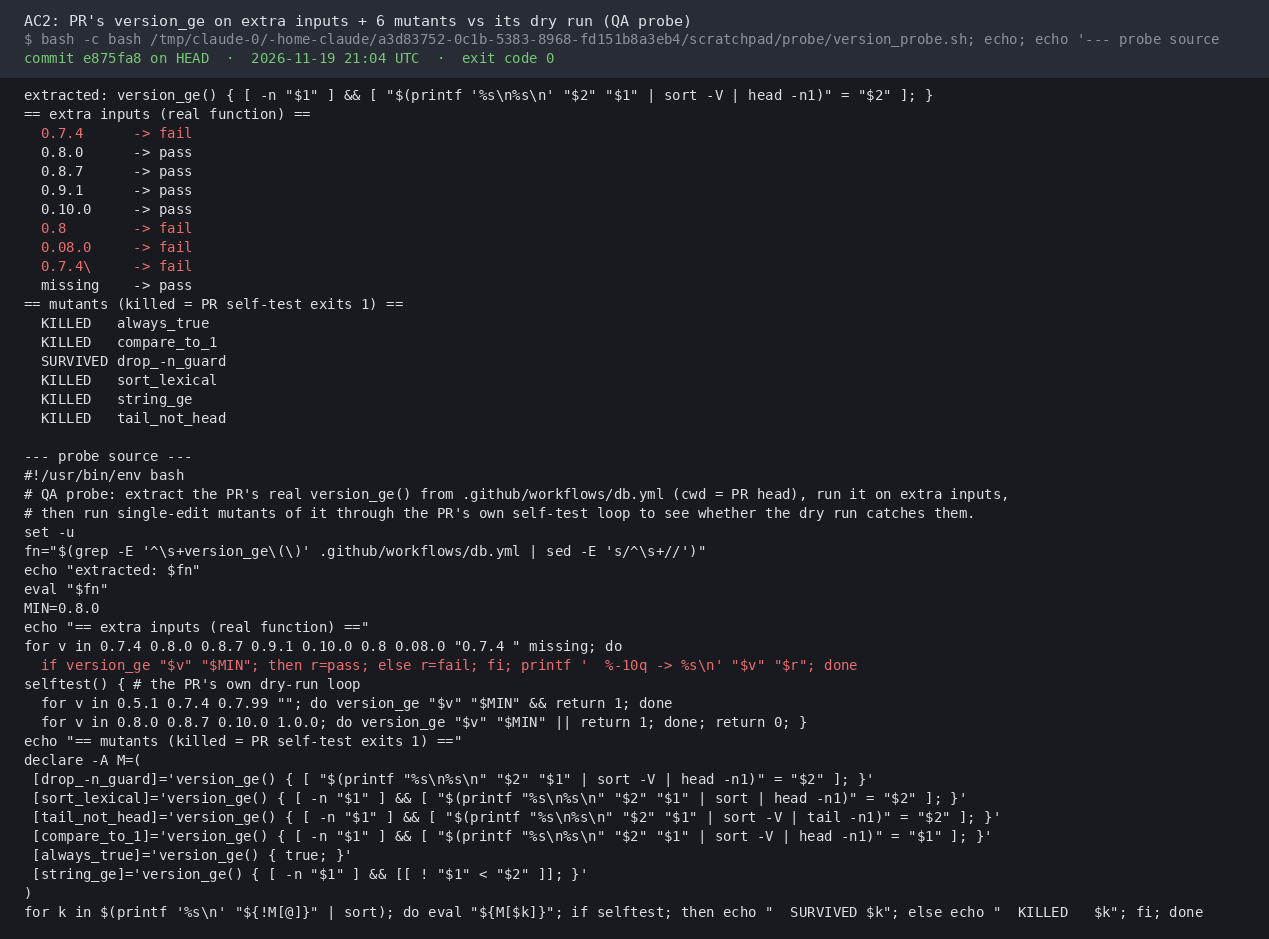 AC2: PR's version_ge on extra inputs + 6 mutants vs its dry run (QA probe)
$ bash -c bash /tmp/claude-0/-home-claude/a3d83752-0c1b-5383-8968-fd151b8a3eb4/scratchpad/probe/version_probe.sh; echo; echo '--- probe source
commit e875fa8 on HEAD  ·  2026-11-19 21:04 UTC  ·  exit code 0
extracted: version_ge() { [ -n "$1" ] && [ "$(printf '%s\n%s\n' "$2" "$1" | sort -V | head -n1)" = "$2" ]; }
== extra inputs (real function) ==
  0.7.4      -> fail
  0.8.0      -> pass
  0.8.7      -> pass
  0.9.1      -> pass
  0.10.0     -> pass
  0.8        -> fail
  0.08.0     -> fail
  0.7.4\     -> fail
  missing    -> pass
== mutants (killed = PR self-test exits 1) ==
  KILLED   always_true
  KILLED   compare_to_1
  SURVIVED drop_-n_guard
  KILLED   sort_lexical
  KILLED   string_ge
  KILLED   tail_not_head
--- probe source ---
#!/usr/bin/env bash
# QA probe: extract the PR's real version_ge() from .github/workflows/db.yml (cwd = PR head), run it on extra inputs,
# then run single-edit mutants of it through the PR's own self-test loop to see whether the dry run catches them.
set -u
fn="$(grep -E '^\s+version_ge\(\)' .github/workflows/db.yml | sed -E 's/^\s+//')"
echo "extracted: $fn"
eval "$fn"
MIN=0.8.0
echo "== extra inputs (real function) =="
for v in 0.7.4 0.8.0 0.8.7 0.9.1 0.10.0 0.8 0.08.0 "0.7.4 " missing; do
  if version_ge "$v" "$MIN"; then r=pass; else r=fail; fi; printf '  %-10q -> %s\n' "$v" "$r"; done
selftest() { # the PR's own dry-run loop
  for v in 0.5.1 0.7.4 0.7.99 ""; do version_ge "$v" "$MIN" && return 1; done
  for v in 0.8.0 0.8.7 0.10.0 1.0.0; do version_ge "$v" "$MIN" || return 1; done; return 0; }
echo "== mutants (killed = PR self-test exits 1) =="
declare -A M=(
 [drop_-n_guard]='version_ge() { [ "$(printf "%s\n%s\n" "$2" "$1" | sort -V | head -n1)" = "$2" ]; }'
 [sort_lexical]='version_ge() { [ -n "$1" ] && [ "$(printf "%s\n%s\n" "$2" "$1" | sort | head -n1)" = "$2" ]; }'
 [tail_not_head]='version_ge() { [ -n "$1" ] && [ "$(printf "%s\n%s\n" "$2" "$1" | sort -V | tail -n1)" = "$2" ]; }'
 [compare_to_1]='version_ge() { [ -n "$1" ] && [ "$(printf "%s\n%s\n" "$2" "$1" | sort -V | head -n1)" = "$1" ]; }'
 [always_true]='version_ge() { true; }'
 [string_ge]='version_ge() { [ -n "$1" ] && [[ ! "$1" < "$2" ]]; }'
)
for k in $(printf '%s\n' "${!M[@]}" | sort); do eval "${M[$k]}"; if selftest; then echo "  SURVIVED $k"; else echo "  KILLED   $k"; fi; done